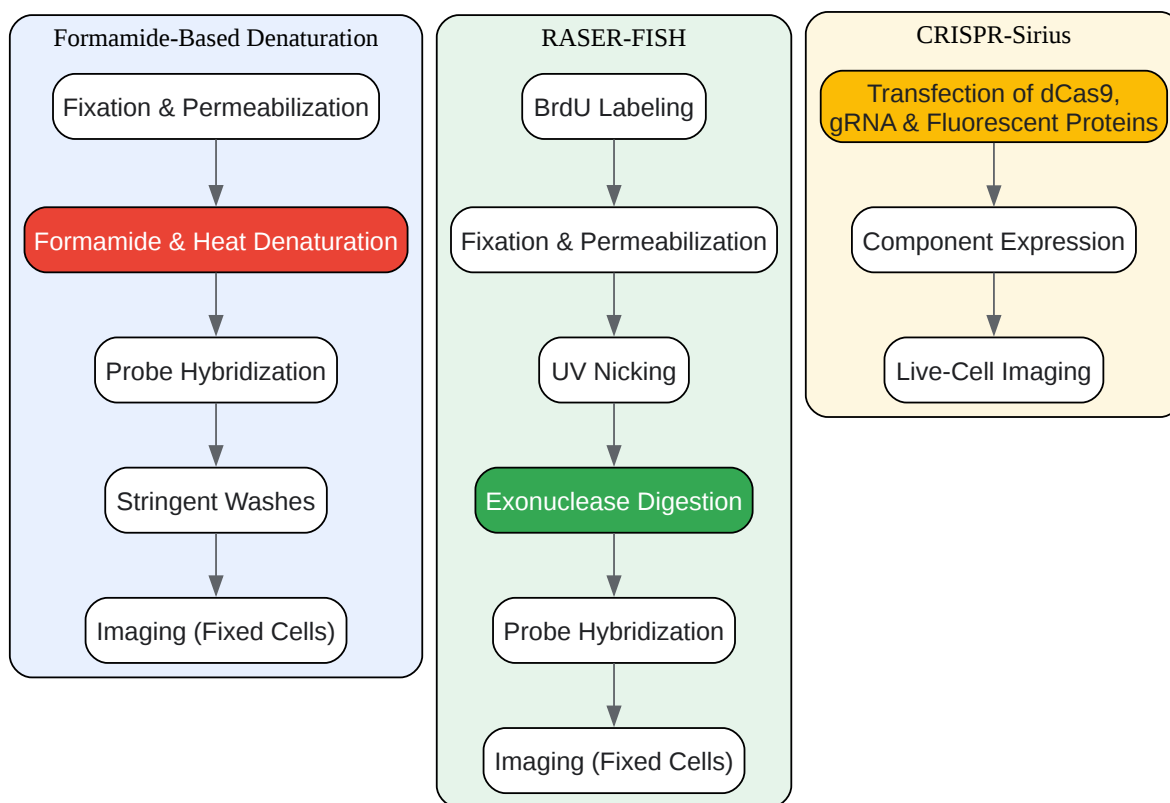 Formamide-Based Denaturation
Fixation & Permeabilization
Formamide & Heat Denaturation
Probe Hybridization
Stringent Washes
Imaging (Fixed Cells)
RASER-FISH
BrdU Labeling
Fixation & Permeabilization
UV Nicking
Exonuclease Digestion
Probe Hybridization
Imaging (Fixed Cells)
CRISPR-Sirius
Transfection of dCas9,
gRNA & Fluorescent Proteins
Component Expression
Live-Cell Imaging